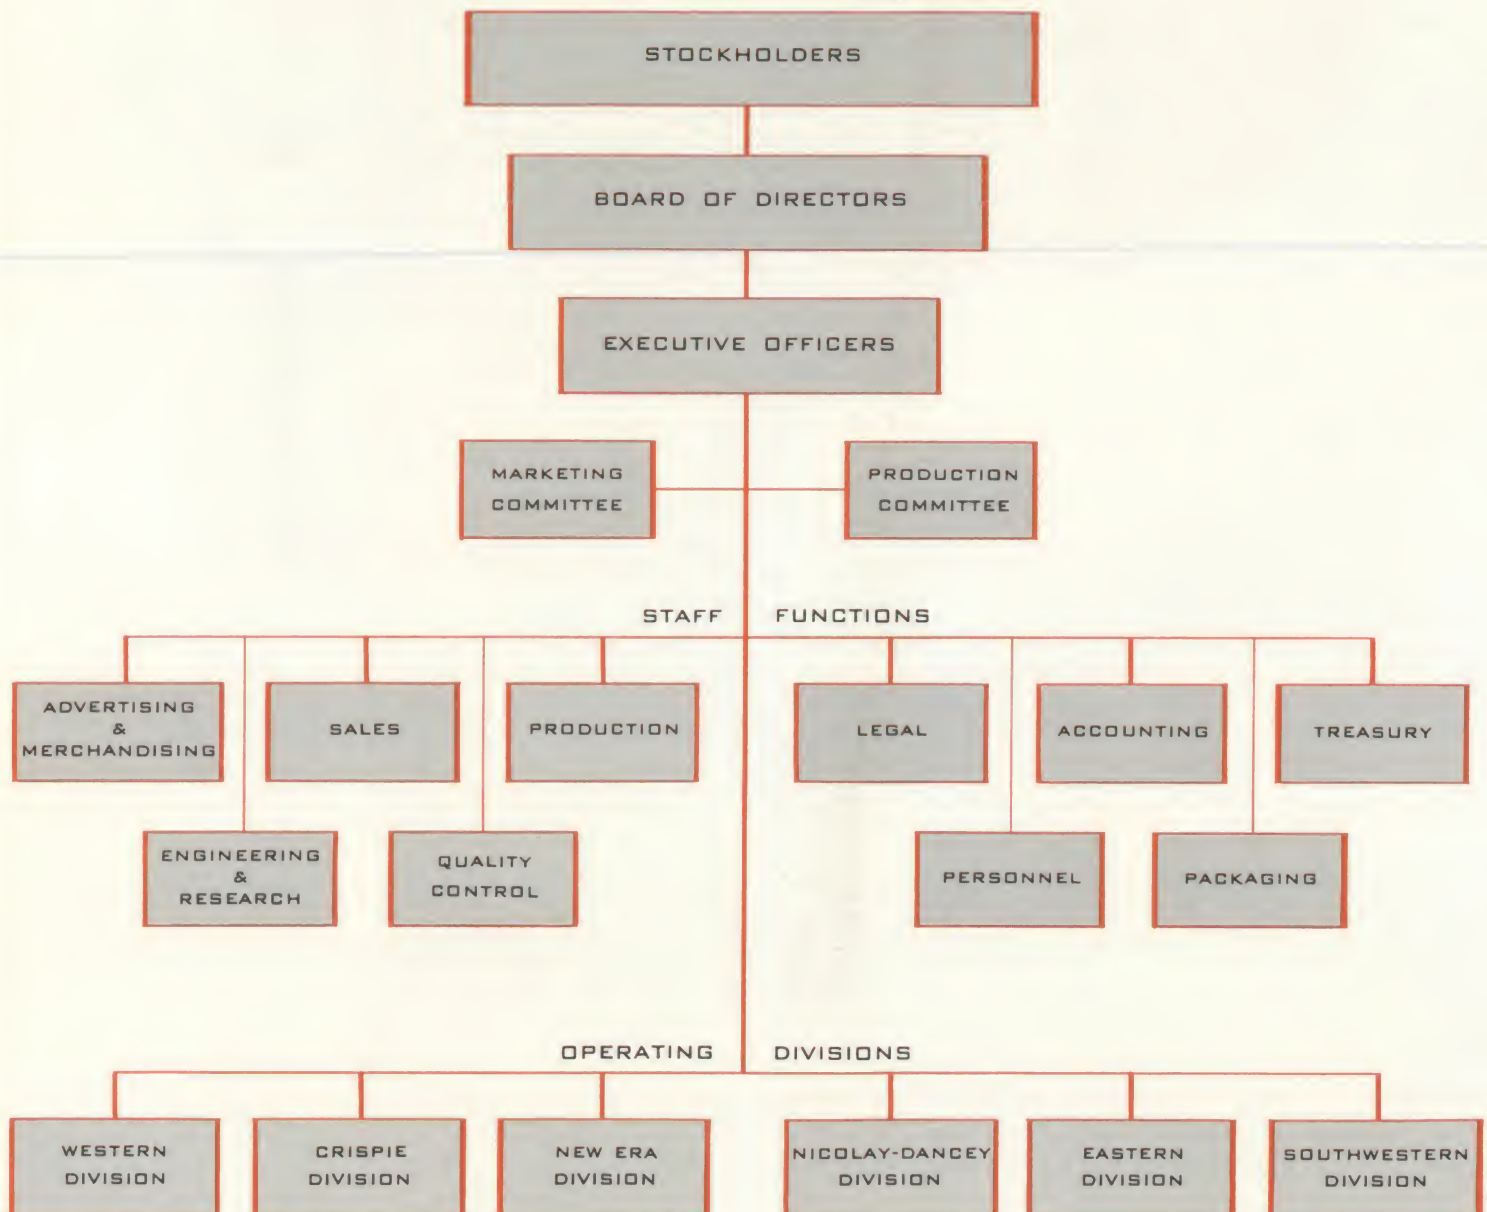 STOCKHOLDERS
BOARD OF DIRECTORS
EXECUTIVE OFFICERS
MARKETING
COMMITTEE
PRODUCTION
COMMITTEE
STAFF FUNCTIONS
ADVERTISING
&
MERCHANDISING
SALES
PRODUCTION
LEGAL
ACCOUNTING
TREASURY
ENGINEERING
&
RESEARCH
QUALITY
CONTROL
PERSONNEL
PACKAGING
OPERATING DIVISIONS
WESTERN
DIVISION
CRISPIE
DIVISION
NEW ERA
DIVISION
NICOLAY-DANCEY
DIVISION
EASTERN
DIVISION
SOUTHWESTERN
DIVISION